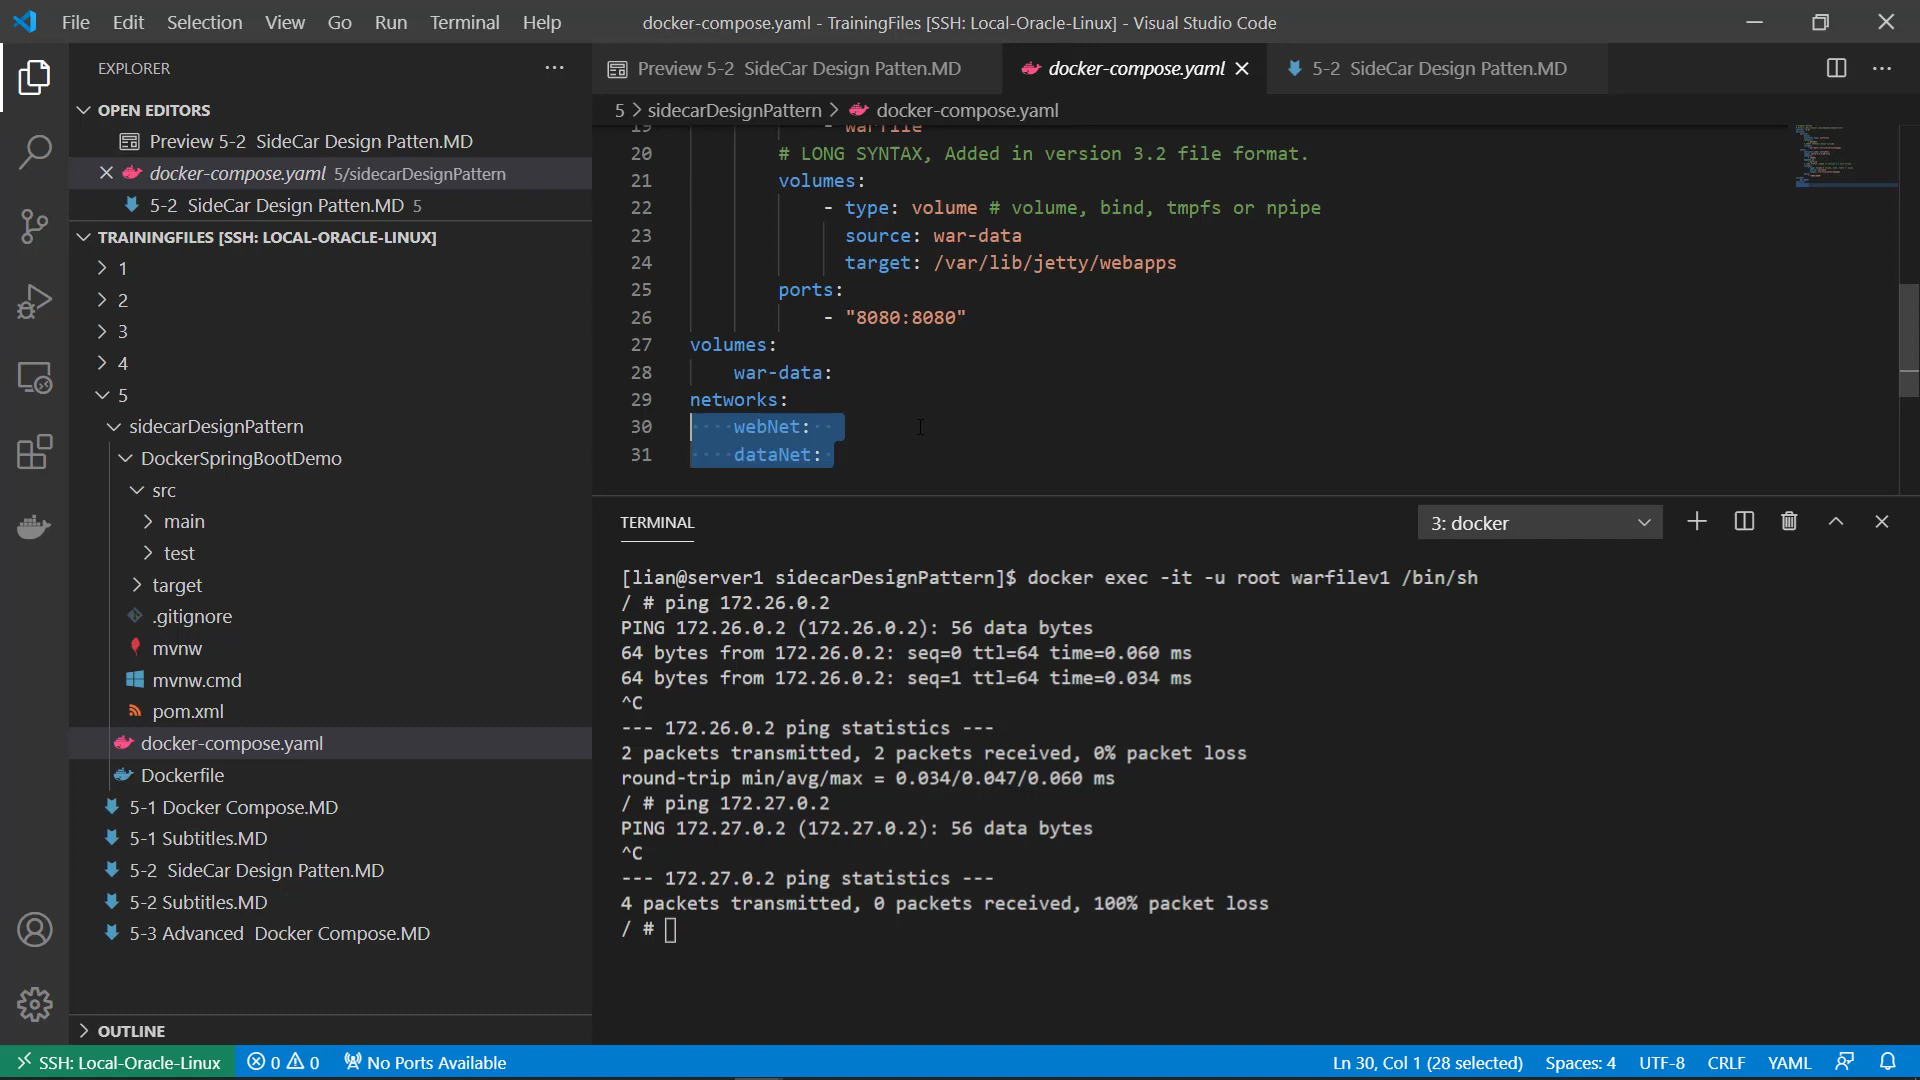 File Edit Selection View Go Run Terminal Help
docker-compose.yaml - TrainingFiles [SSH: Local-Oracle-Linux] - Visual Studio Code
EXPLORER
OPEN EDITORS
Preview 5-2 SideCar Design Patten.MD
docker-compose.yaml 5/sidecarDesignPattern
5-2 SideCar Design Patten.MD 5
TRAININGFILES [SSH: LOCAL-ORACLE-LINUX]
1
2
3
4
5
sidecarDesignPattern
DockerSpringBootDemo
src
main
test
target
.gitignore
mvnw
mvnw.cmd
pom.xml
docker-compose.yaml
Dockerfile
5-1 Docker Compose.MD
5-1 Subtitles.MD
5-2 SideCar Design Patten.MD
5-2 Subtitles.MD
5-3 Advanced Docker Compose.MD
OUTLINE
Preview 5-2 SideCar Design Patten.MD
docker-compose.yaml
5-2 SideCar Design Patten.MD
5 > sidecarDesignPattern > docker-compose.yaml
19 - warfile
20 # LONG SYNTAX, Added in version 3.2 file format.
21 volumes:
22 - type: volume # volume, bind, tmpfs or npipe
23 source: war-data
24 target: /var/lib/jetty/webapps
25 ports:
26 - "8080:8080"
27 volumes:
28 war-data:
29 networks:
30 webNet:
31 dataNet:
TERMINAL
3: docker
[lian@server1 sidecarDesignPattern]$ docker exec -it -u root warfilev1 /bin/sh
/ # ping 172.26.0.2
PING 172.26.0.2 (172.26.0.2): 56 data bytes
64 bytes from 172.26.0.2: seq=0 ttl=64 time=0.060 ms
64 bytes from 172.26.0.2: seq=1 ttl=64 time=0.034 ms
^C
--- 172.26.0.2 ping statistics ---
2 packets transmitted, 2 packets received, 0% packet loss
round-trip min/avg/max = 0.034/0.047/0.060 ms
/ # ping 172.27.0.2
PING 172.27.0.2 (172.27.0.2): 56 data bytes
^C
--- 172.27.0.2 ping statistics ---
4 packets transmitted, 0 packets received, 100% packet loss
/ #
SSH: Local-Oracle-Linux 0 0 No Ports Available
Ln 30, Col 1 (28 selected) Spaces: 4 UTF-8 CRLF YAML